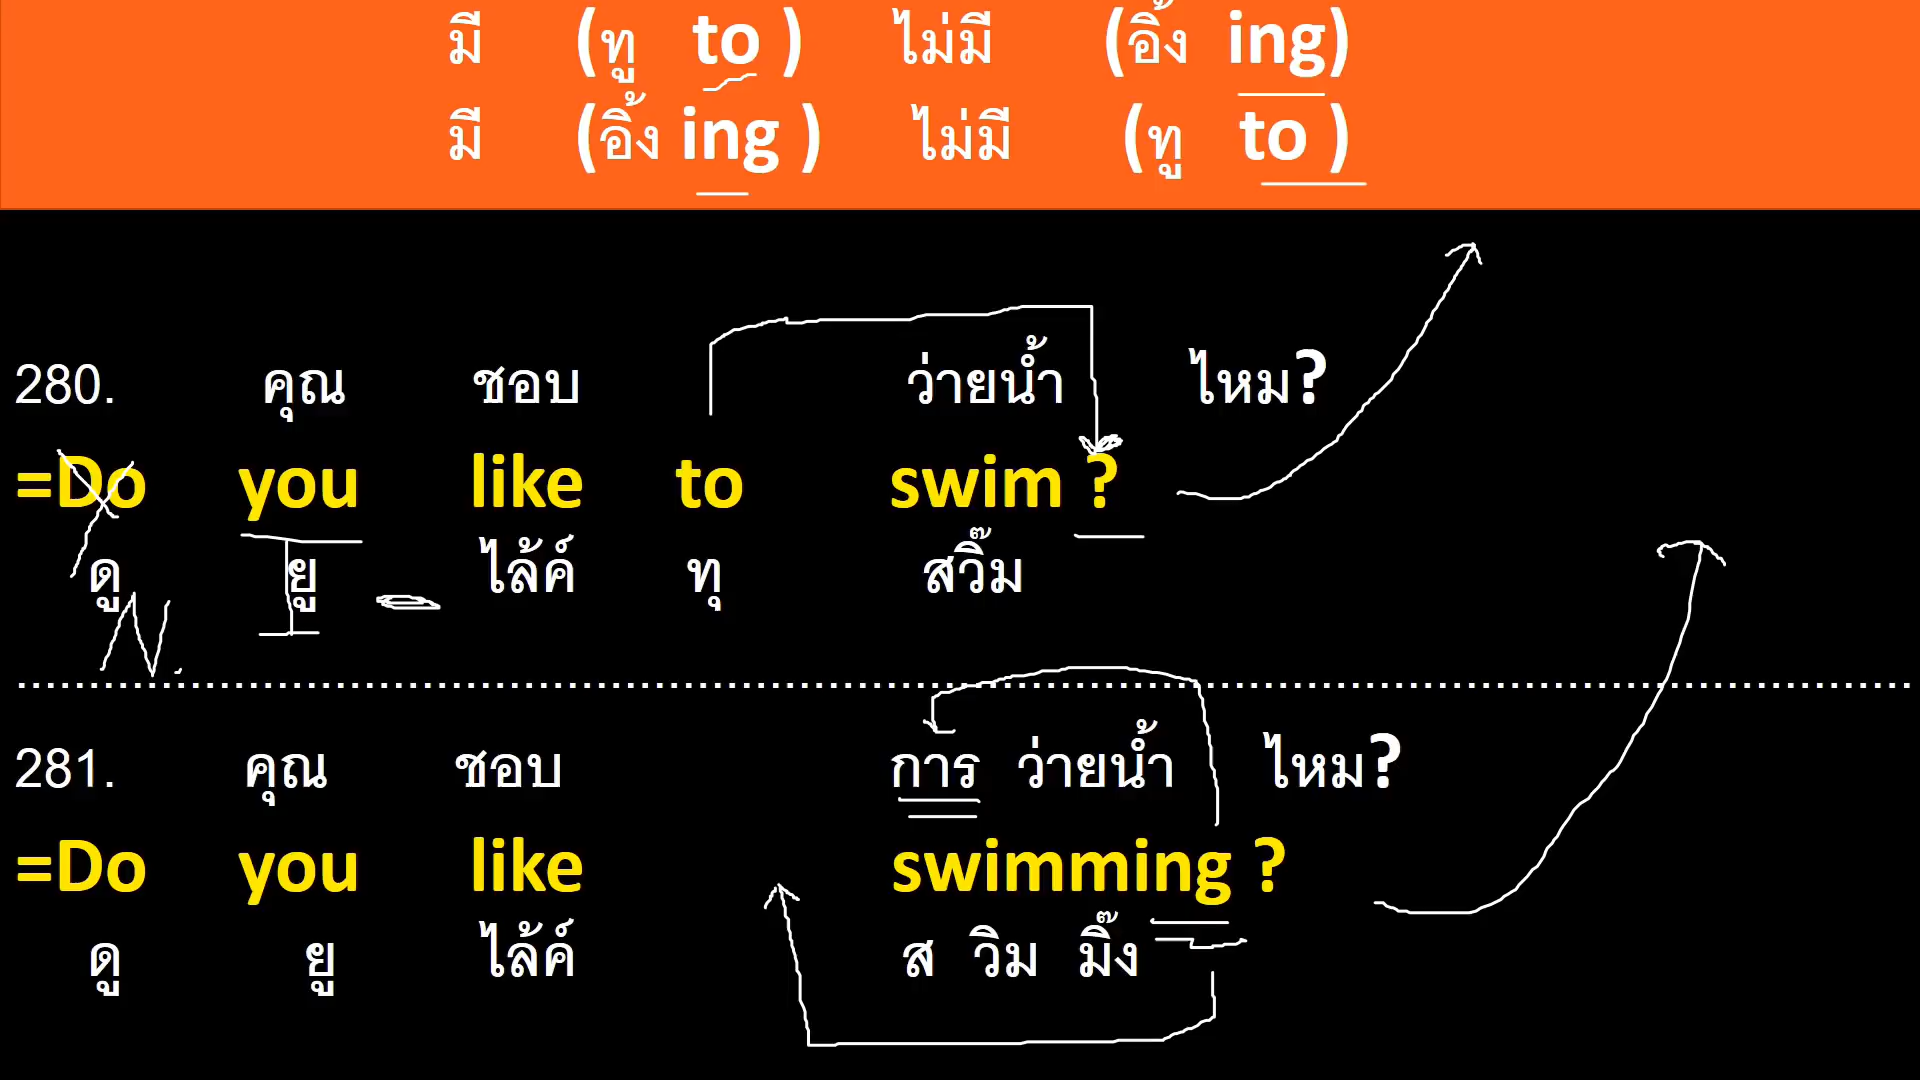 มี (ทู to ) ไม่มี (อิ้ง ing)
มี (อิ้ง ing ) ไม่มี (ทู to )
280. คุณ ชอบ ว่ายน้ำ ไหม?
=Do you like to swim ?
ดู ยู ไล้ค์ ทุ สวิ๊ม
N.
281. คุณ ชอบ การ ว่ายน้ำ ไหม?
=Do you like swimming ?
ดู ยู ไล้ค์ ส วิม มิ๊ง